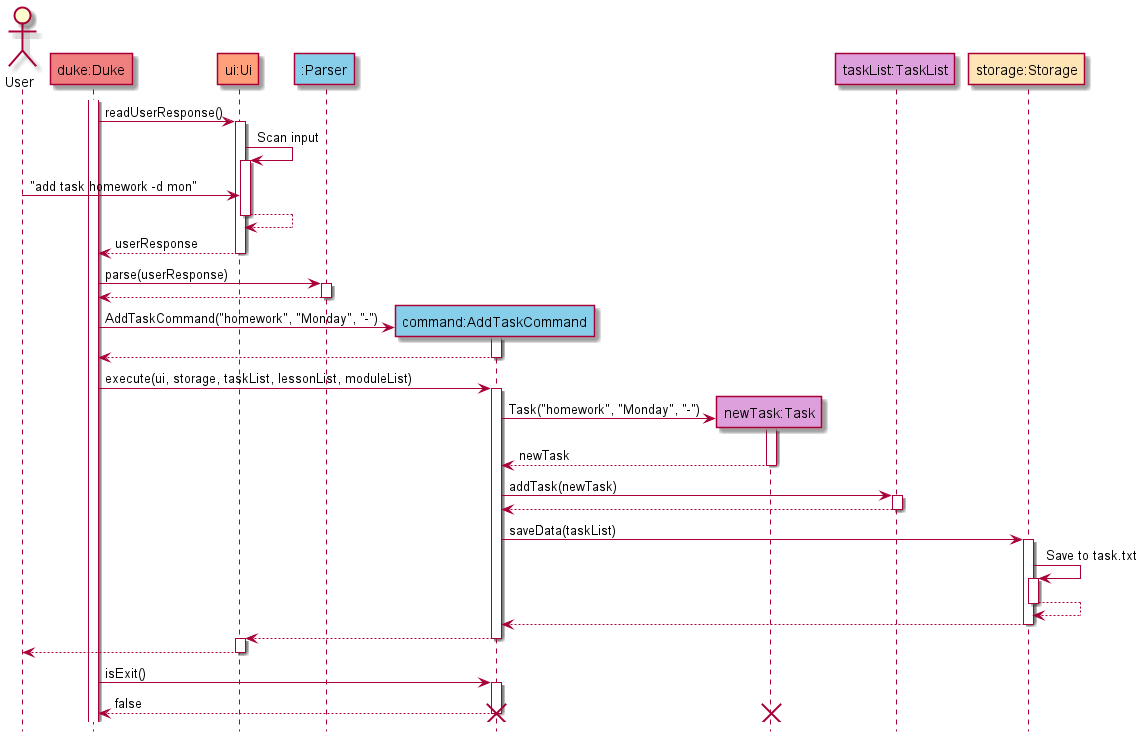 User
duke:Duke
ui:Ui
:Parser
taskList:TaskList
storage:Storage
readUserResponse()
Scan input
"add task homework -d mon"
userResponse
parse(userResponse)
AddTaskCommand("homework", "Monday", "-")
command:AddTaskCommand
execute(ui, storage, taskList, lessonList, moduleList)
Task("homework", "Monday", "-")
newTask:Task
newTask
addTask(newTask)
saveData(taskList)
Save to task.txt
isExit()
false